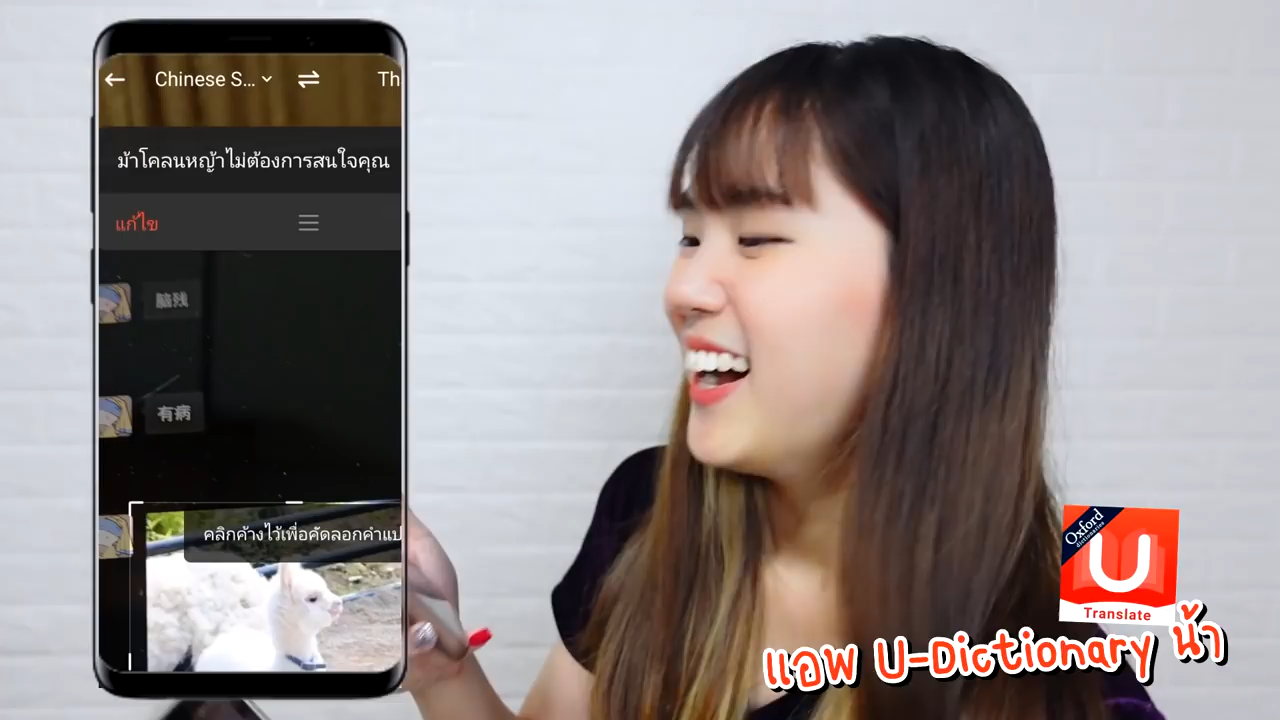 Chinese S...
Th
ม้าโคลนหญ้าไม่ต้องการสนใจคุณ
แก้ไข
脑残
有病
คลิกค้างไว้เพื่อคัดลอกคำแป
Oxford
dictionaries
U
Translate
แอพ U-Dictionary น้ำ